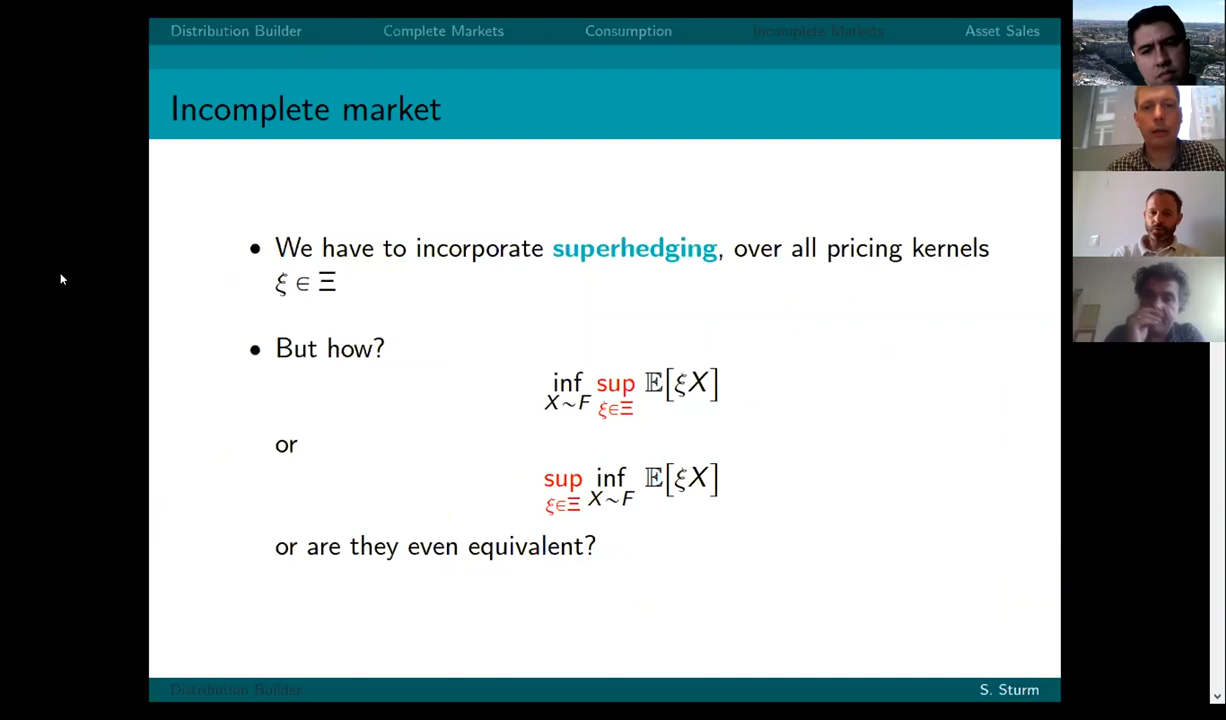 Distribution Builder Complete Markets Consumption Incomplete Markets Asset Sales
Incomplete market
• We have to incorporate superhedging, over all pricing kernels
ξ ∈ Ξ
• But how?
inf sup 𝔼[ξX]
X∼F ξ∈Ξ
or
sup inf 𝔼[ξX]
ξ∈Ξ X∼F
or are they even equivalent?
Distribution Builder S. Sturm